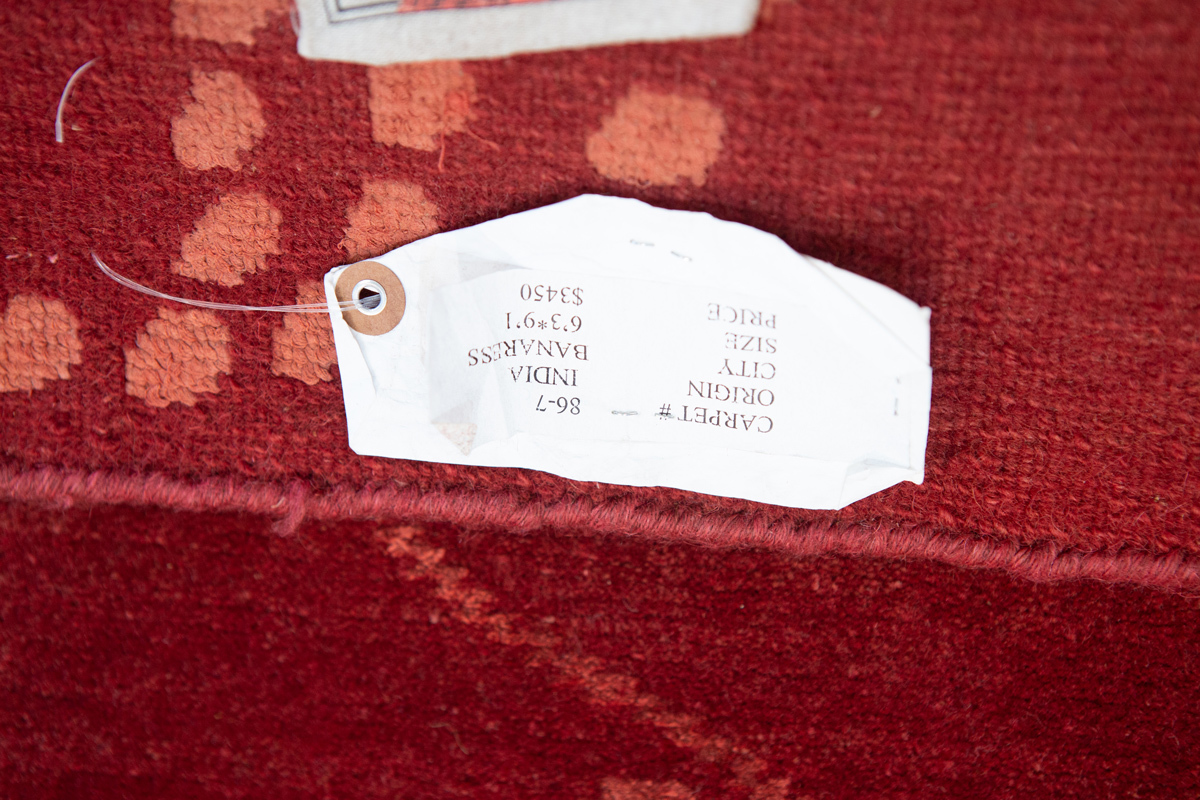 CARPET # 86-7
ORIGIN INDIA
CITY BANARESS
SIZE 6'3*9'1
PRICE $3450